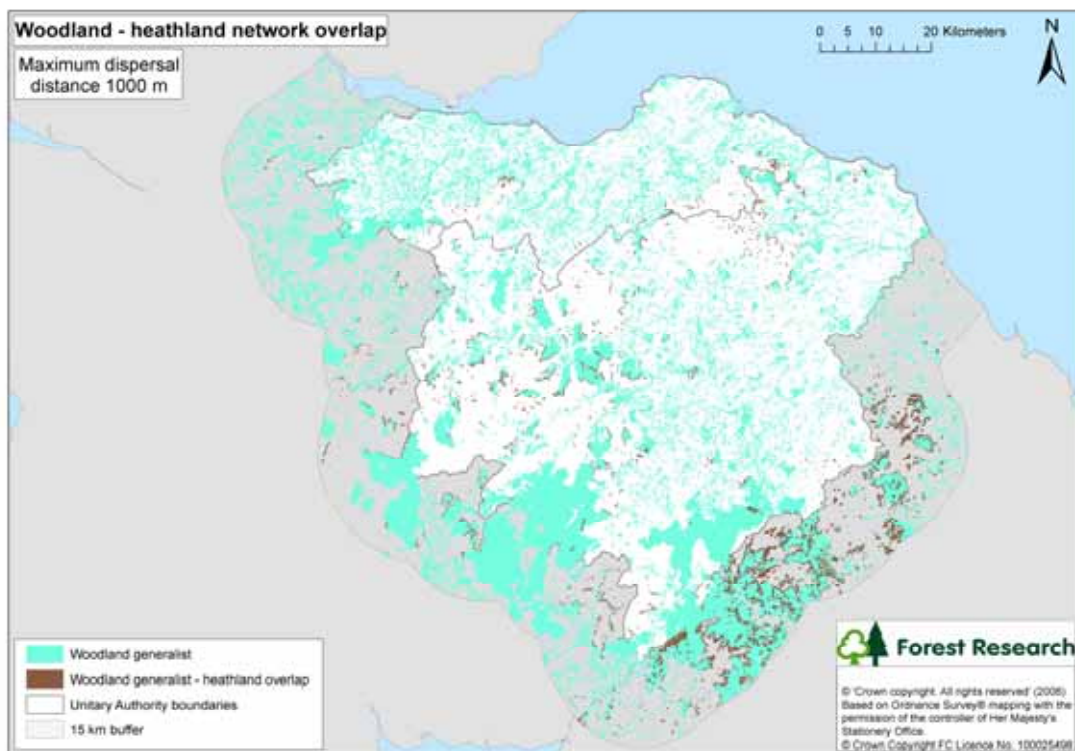 Woodland - heathland network overlap
Maximum dispersal
distance 1000 m
0 5 10 20 Kilometers
N
Woodland generalist
Woodland generalist - heathland overlap
Unitary Authority boundaries
15 km buffer
Forest Research
© 'Crown copyright. All rights reserved' (2006)
Based on Ordnance Survey® mapping with the
permission of the controller of Her Majesty's
Stationery Office.
© Crown Copyright FC Licence No. 100025498